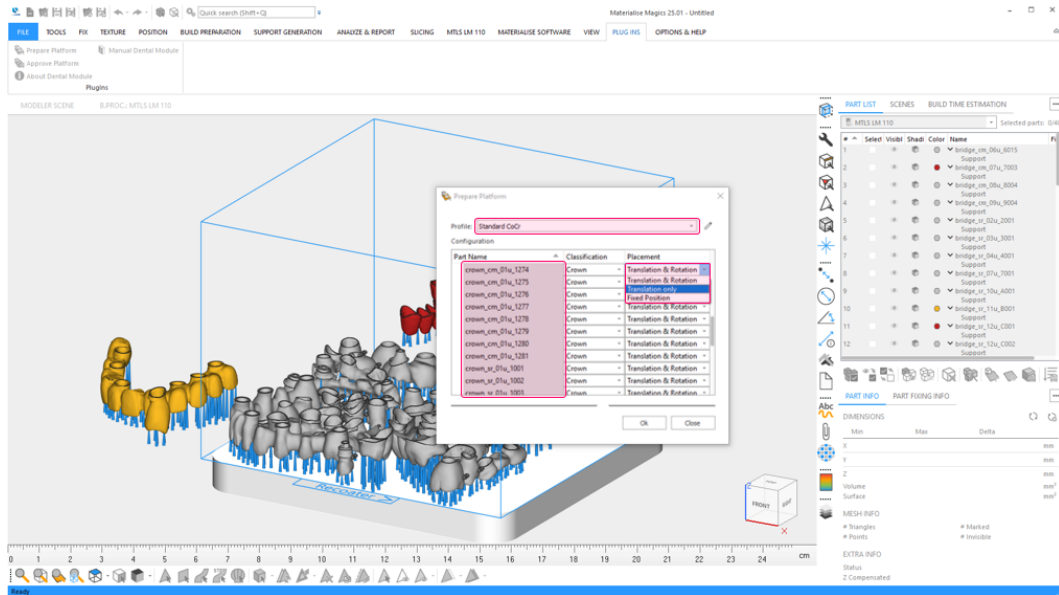 Quick search (Shift+Q)
Materialise Magics 25.01 - Untitled
FILE TOOLS FIX TEXTURE POSITION BUILD PREPARATION SUPPORT GENERATION ANALYZE & REPORT SLICING MTLS LM 110 MATERIALISE SOFTWARE VIEW PLUG INS OPTIONS & HELP
Prepare Platform Manual Dental Module
Approve Platform
About Dental Module
Plugins
MODELER SCENE B.PROC.: MTLS LM 110
Recoater
Prepare Platform
Profile: Standard CoCr
Configuration
Part Name Classification Placement
crown_cm_01u_1274 Crown Translation & Rotation
crown_cm_01u_1275 Crown Translation & Rotation
crown_cm_01u_1276 Crown Translation only
Fixed Position
crown_cm_01u_1277 Crown Translation & Rotation
crown_cm_01u_1278 Crown Translation & Rotation
crown_cm_01u_1279 Crown Translation & Rotation
crown_cm_01u_1280 Crown Translation & Rotation
crown_cm_01u_1281 Crown Translation & Rotation
crown_sr_01u_1001 Crown Translation & Rotation
crown_sr_01u_1002 Crown Translation & Rotation
crown_sr_01u_1003 Crown Translation & Rotation
Ok Close
Z FRONT X
PART LIST SCENES BUILD TIME ESTIMATION
MTLS LM 110 Selected parts: 0/4
# Select Visibl Shadi Color Name Fi
1 bridge_cm_06u_6015
Support
2 bridge_cm_07u_7003
Support
3 bridge_cm_08u_8004
Support
4 bridge_cm_09u_9004
Support
5 bridge_sr_02u_2001
Support
6 bridge_sr_03u_3001
Support
7 bridge_sr_04u_4001
Support
8 bridge_sr_07u_7001
Support
9 bridge_sr_10u_A001
Support
10 bridge_sr_11u_B001
Support
11 bridge_sr_12u_C001
Support
12 bridge_sr_12u_C002
Support
Abc
PART INFO PART FIXING INFO
DIMENSIONS
Min Max Delta
X mm
Y mm
Z mm
Volume mm³
Surface mm²
MESH INFO
# Triangles # Marked
# Points # Invisible
EXTRA INFO
Status
Z Compensated
0 1 2 3 4 5 6 7 8 9 10 11 12 13 14 15 16 17 18 19 20 21 22 23 24 cm
Ready